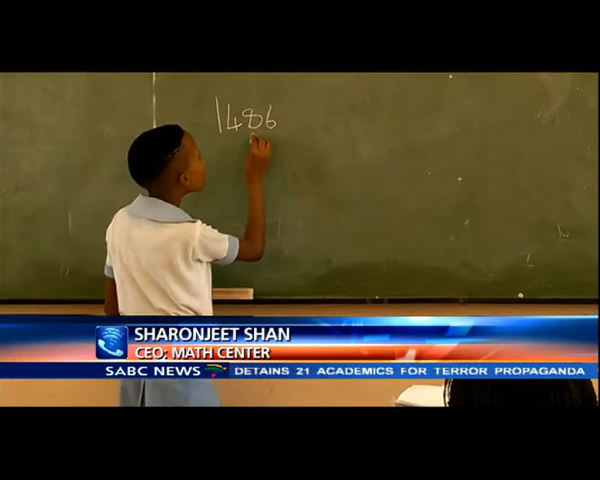 1486
SHARONJEET SHAN
CEO: MATH CENTER
SABC NEWS DETAINS 21 ACADEMICS FOR TERROR PROPAGANDA